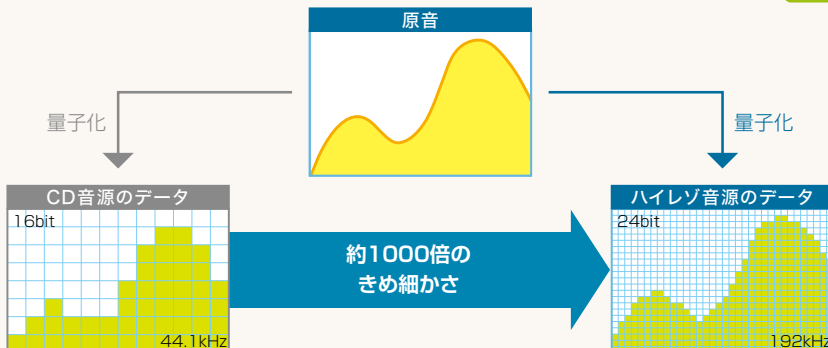 原音
量子化
量子化
CD音源のデータ
16bit
44.1kHz
約1000倍の
きめ細かさ
ハイレゾ音源のデータ
24bit
192kHz